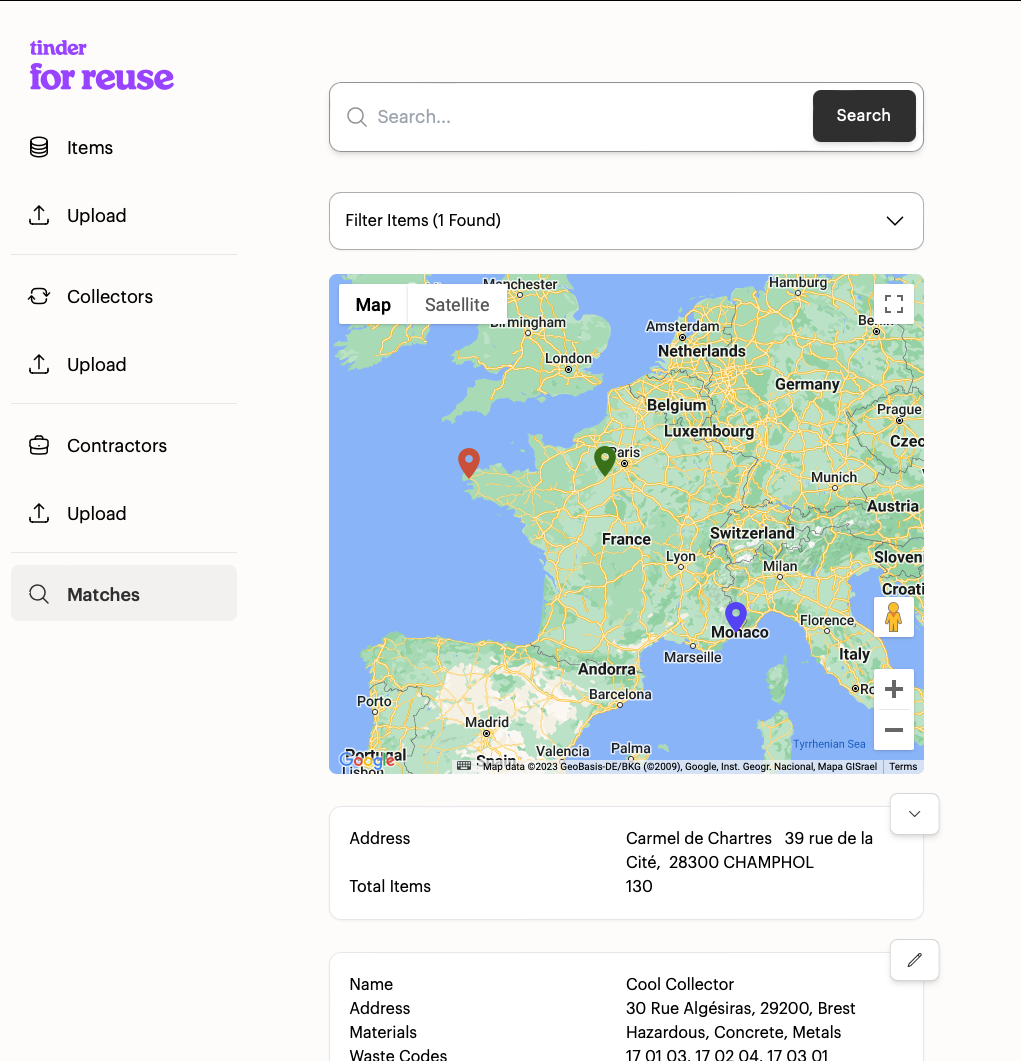 tinder
for reuse
Items
Upload
Collectors
Upload
Contractors
Upload
Matches
Search...
Search
Filter Items (1 Found)
Map
Satellite
Manchester
Birmingham
London
Hamburg
Amsterdam
Netherlands
Germany
Belgium
Luxembourg
Prague
Czec
Paris
Munich
Austria
France
Switzerland
Lyon
Milan
Sloven
Croati
Florence
Monaco
Marseille
Italy
Andorra
Barcelona
Porto
Madrid
Valencia
Palma
Tyrrhenian Sea
Portugal
Spain
Lisbon
Google
Map data ©2023 GeoBasis-DE/BKG (©2009), Google, Inst. Geogr. Nacional, Mapa GISrael
Terms
Address
Carmel de Chartres 39 rue de la
Cité, 28300 CHAMPHOL
Total Items
130
Name
Cool Collector
Address
30 Rue Algésiras, 29200, Brest
Materials
Hazardous, Concrete, Metals
Waste Codes
17 01 03, 17 02 04, 17 03 01